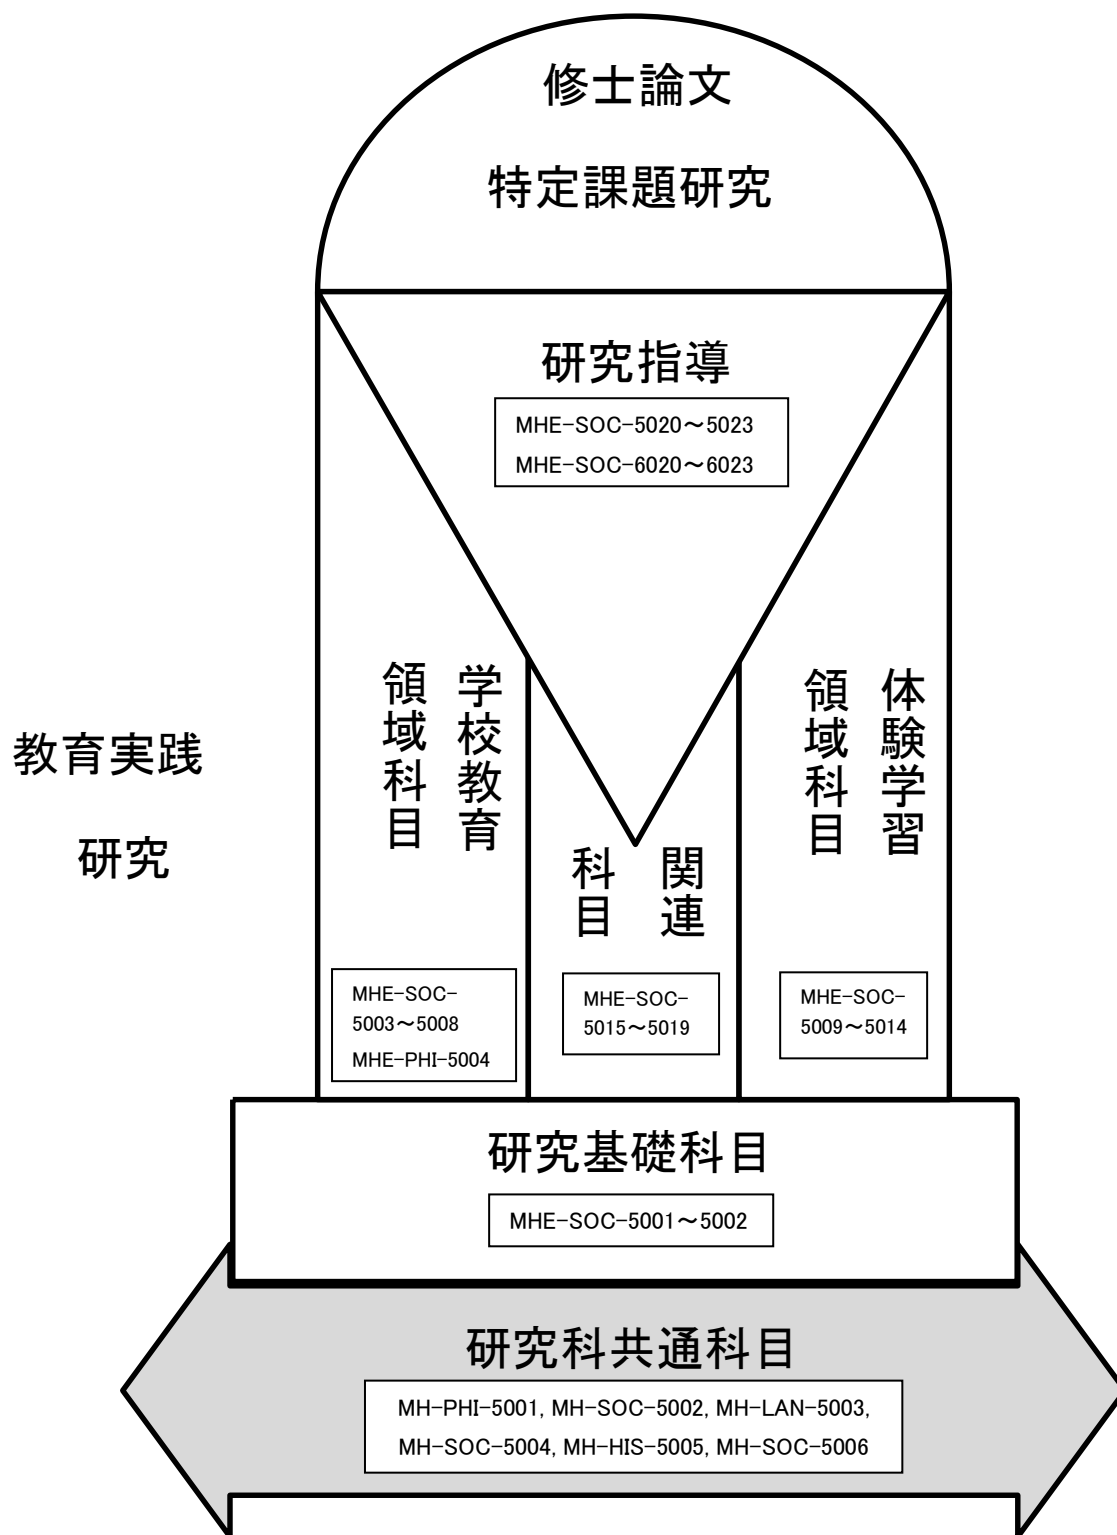 修士論文
特定課題研究
研究指導
MHE-SOC-5020～5023
MHE-SOC-6020～6023
教育実践
研究
学校教育
領域科目
関連
科目
体験学習
領域科目
MHE-SOC-
5003～5008
MHE-PHI-5004
MHE-SOC-
5015～5019
MHE-SOC-
5009～5014
研究基礎科目
MHE-SOC-5001～5002
研究科共通科目
MH-PHI-5001, MH-SOC-5002, MH-LAN-5003,
MH-SOC-5004, MH-HIS-5005, MH-SOC-5006